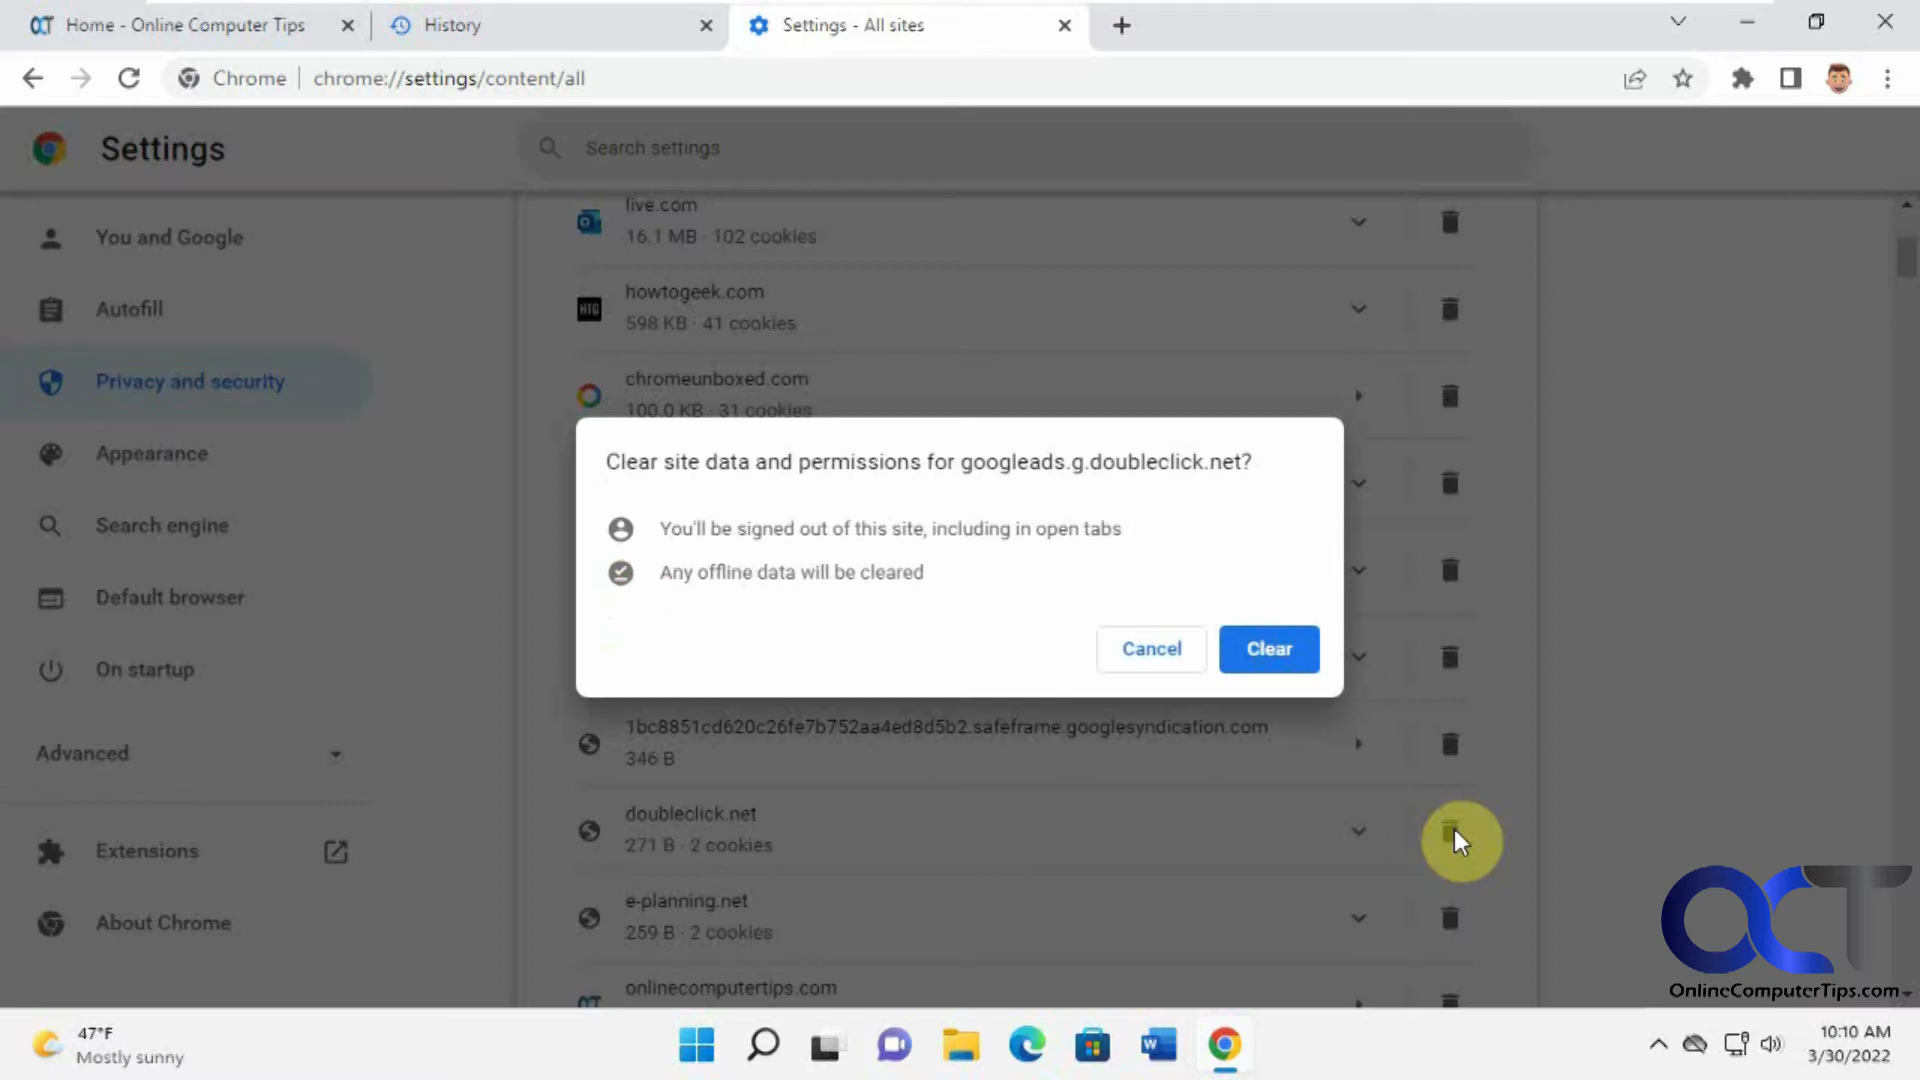 Home - Online Computer Tips
History
Settings - All sites
Chrome
chrome://settings/content/all
Settings
Search settings
You and Google
Autofill
Privacy and security
Appearance
Search engine
Default browser
On startup
Advanced
Extensions
About Chrome
live.com
16.1 MB · 102 cookies
HTG
howtogeek.com
598 KB · 41 cookies
chromeunboxed.com
100.0 KB · 31 cookies
Clear site data and permissions for googleads.g.doubleclick.net?
You'll be signed out of this site, including in open tabs
Any offline data will be cleared
Cancel
Clear
1bc8851cd620c26fe7b752aa4ed8d5b2.safeframe.googlesyndication.com
346 B
doubleclick.net
271 B · 2 cookies
e-planning.net
259 B · 2 cookies
onlinecomputertips.com
OCT
OnlineComputerTips.com
47°F
Mostly sunny
10:10 AM
3/30/2022